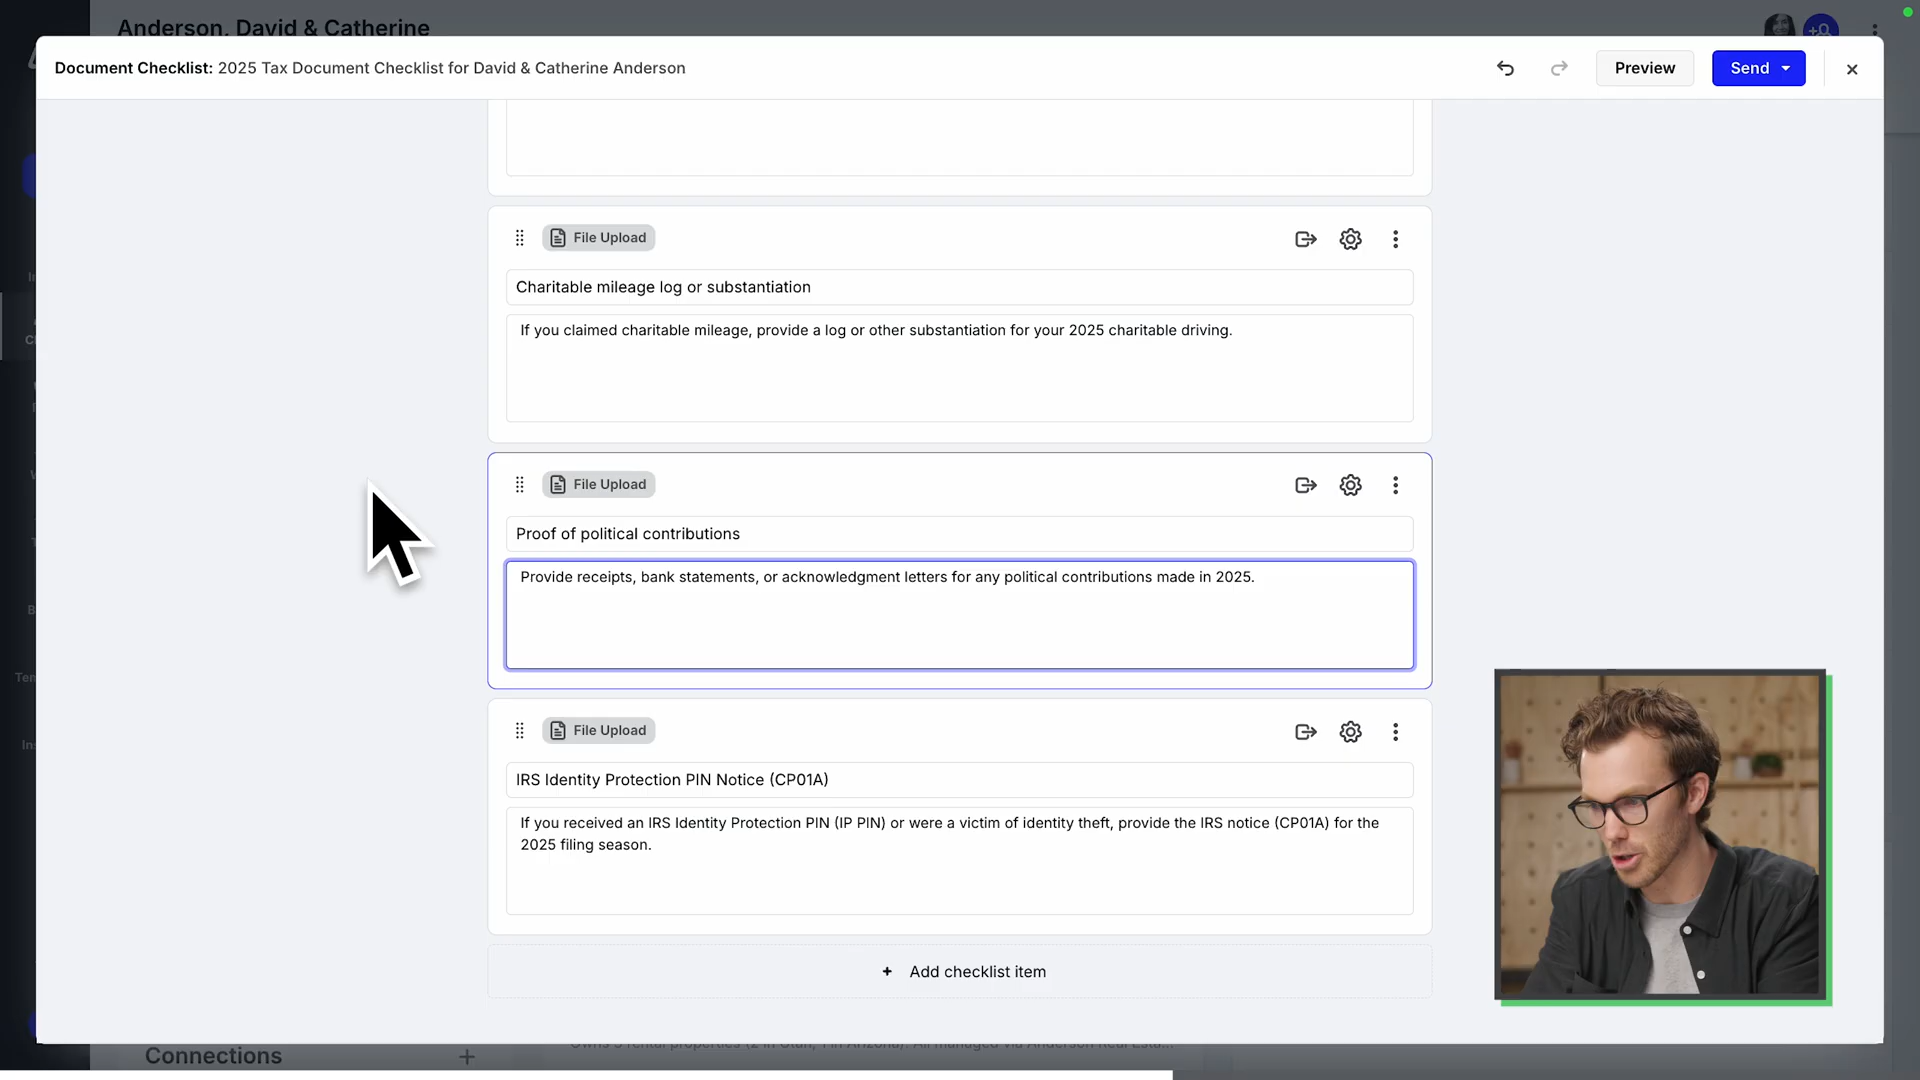 Anderson, David & Catherine
Document Checklist: 2025 Tax Document Checklist for David & Catherine Anderson
Preview
Send
File Upload
Charitable mileage log or substantiation
If you claimed charitable mileage, provide a log or other substantiation for your 2025 charitable driving.
File Upload
Proof of political contributions
Provide receipts, bank statements, or acknowledgment letters for any political contributions made in 2025.
File Upload
IRS Identity Protection PIN Notice (CP01A)
If you received an IRS Identity Protection PIN (IP PIN) or were a victim of identity theft, provide the IRS notice (CP01A) for the
2025 filing season.
+ Add checklist item
Connections +